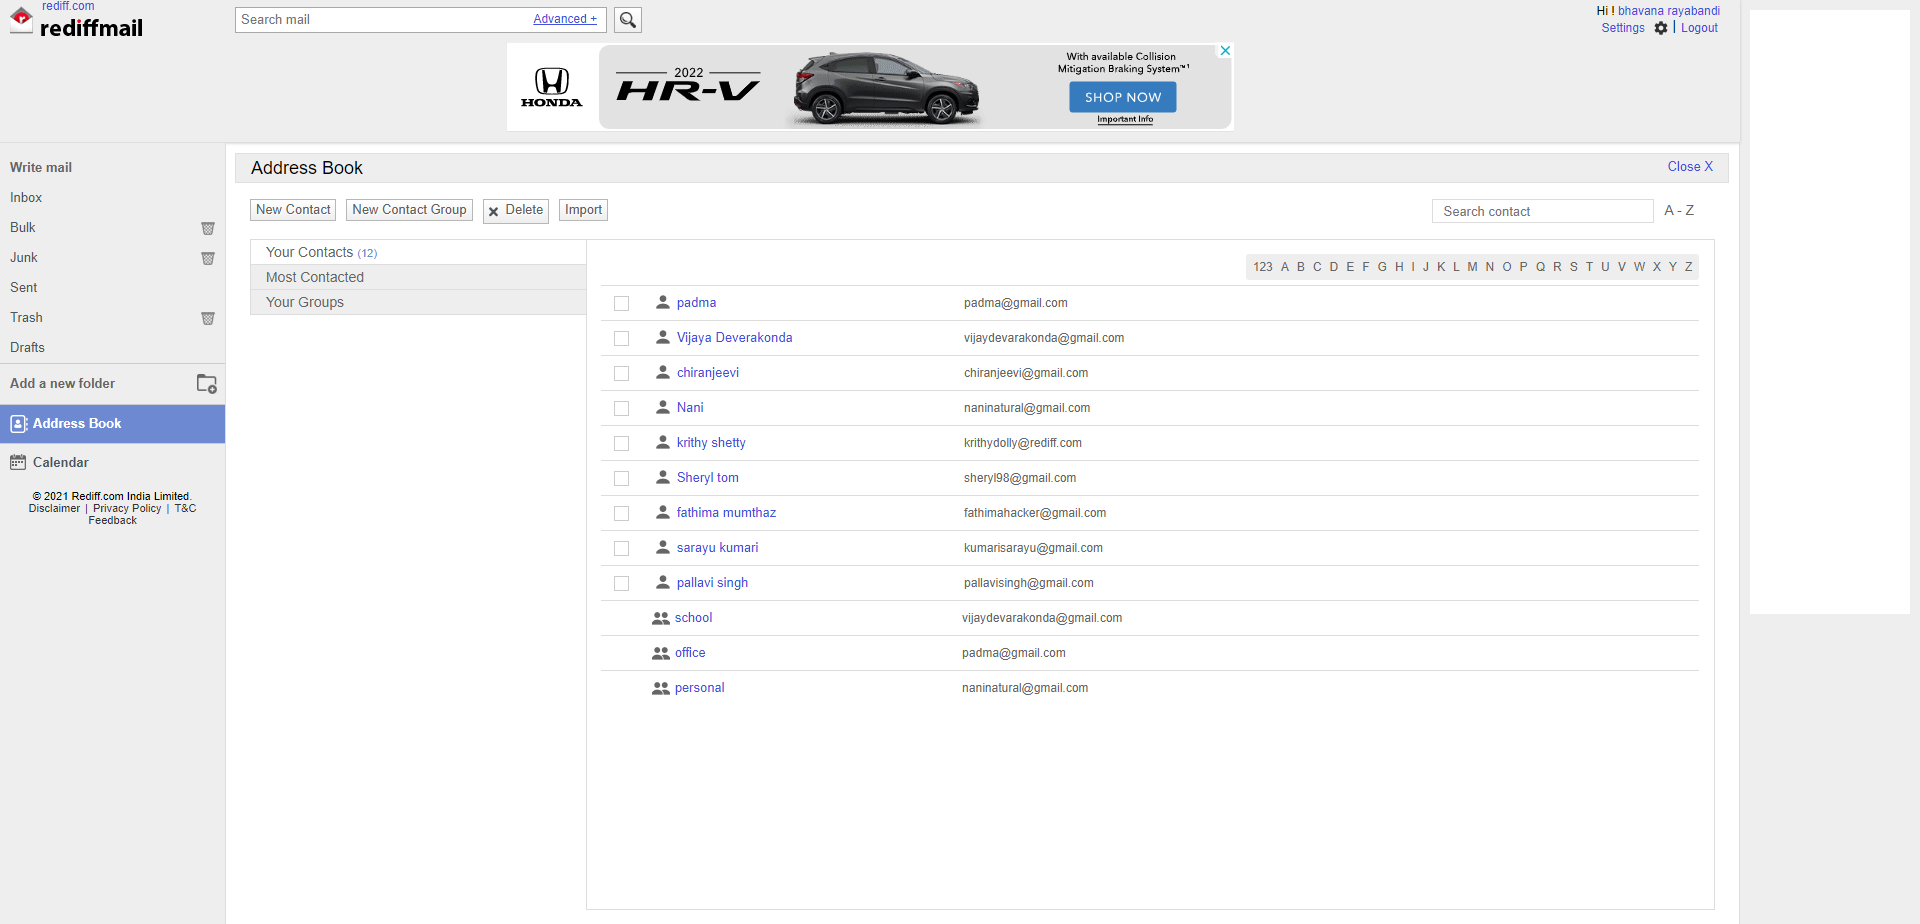 rediff.com
rediffmail
Search mail Advanced +
Hi ! bhavana rayabandi
Settings | Logout
HONDA
2022
HR-V
With available Collision
Mitigation Braking System™¹
SHOP NOW
Important Info
Write mail
Inbox
Bulk
Junk
Sent
Trash
Drafts
Add a new folder
Address Book
Calendar
© 2021 Rediff.com India Limited.
Disclaimer | Privacy Policy | T&C
Feedback
Address Book Close X
New Contact New Contact Group Delete Import Search contact A - Z
Your Contacts (12)
Most Contacted
Your Groups
123 A B C D E F G H I J K L M N O P Q R S T U V W X Y Z
padma padma@gmail.com
Vijaya Deverakonda vijaydevarakonda@gmail.com
chiranjeevi chiranjeevi@gmail.com
Nani naninatural@gmail.com
krithy shetty krithydolly@rediff.com
Sheryl tom sheryl98@gmail.com
fathima mumthaz fathimahacker@gmail.com
sarayu kumari kumarisarayu@gmail.com
pallavi singh pallavisingh@gmail.com
school vijaydevarakonda@gmail.com
office padma@gmail.com
personal naninatural@gmail.com